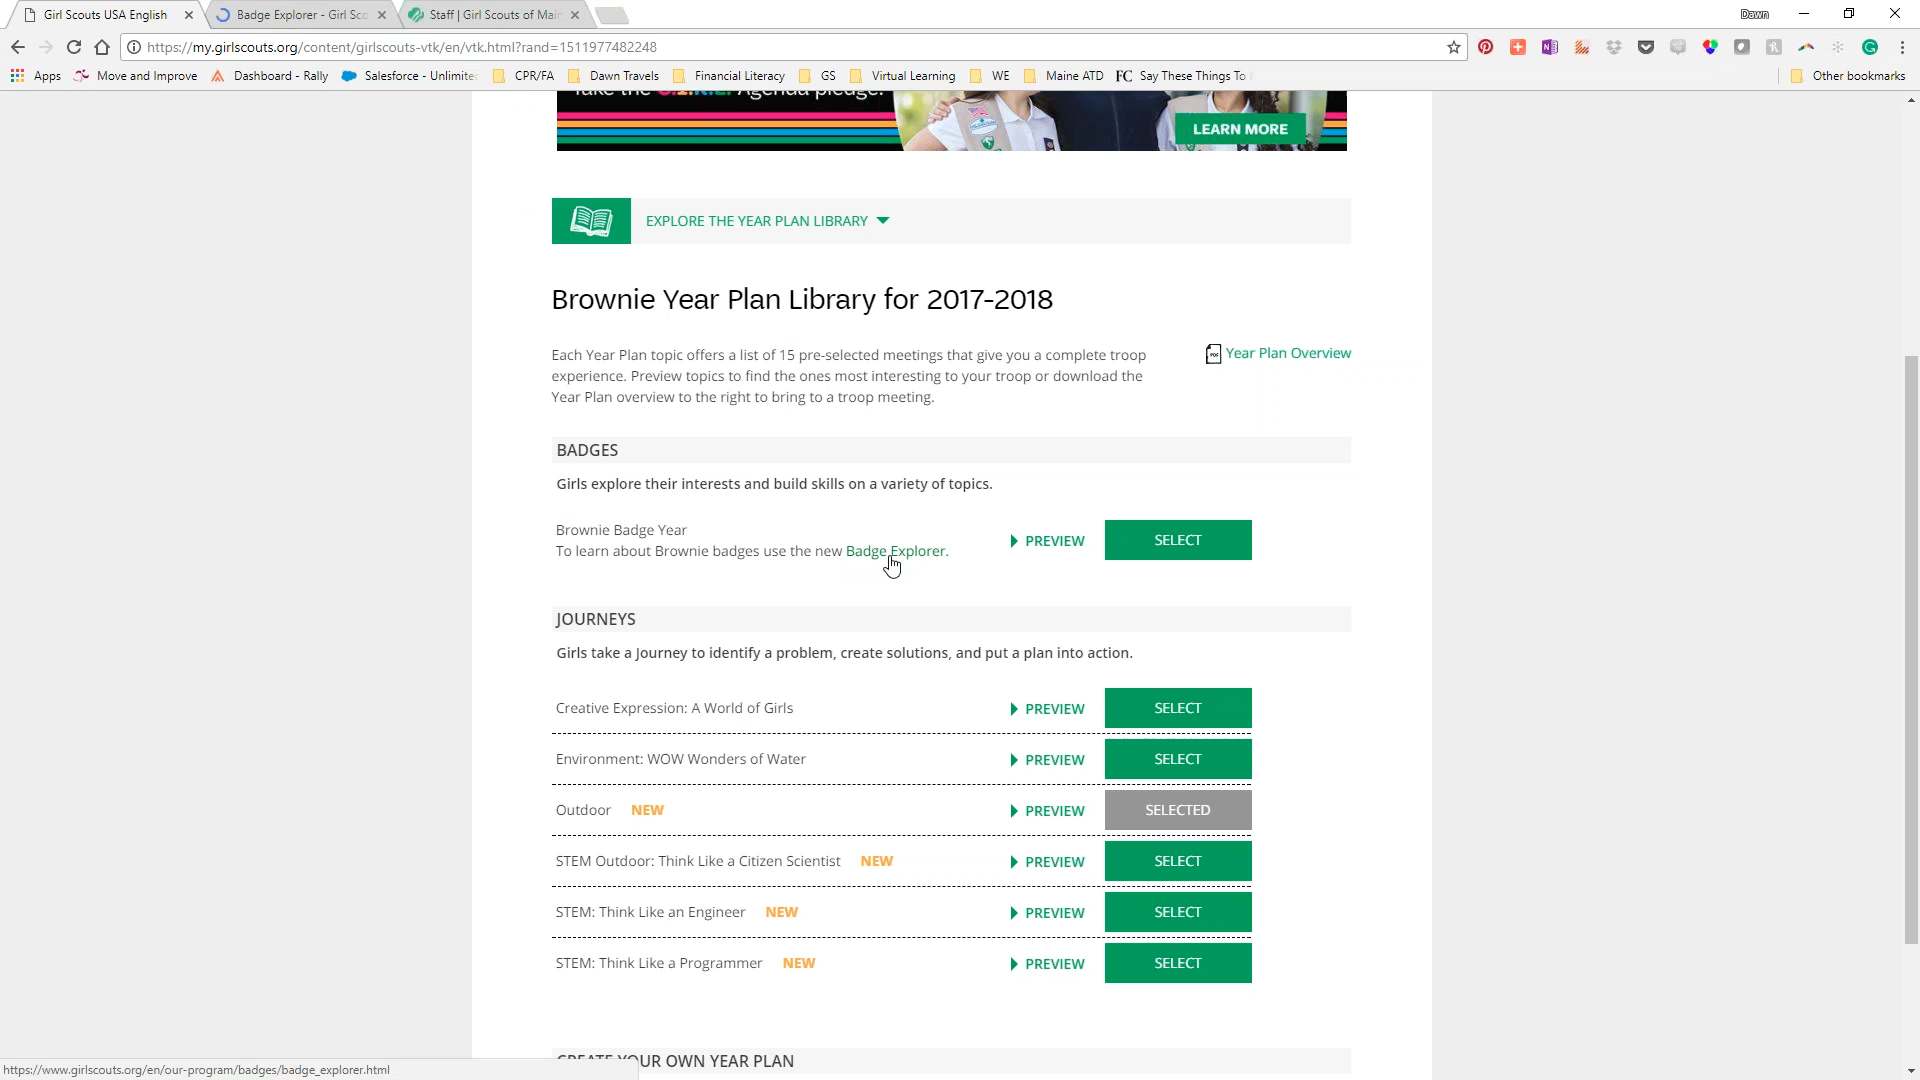 Girl Scouts USA English
Badge Explorer - Girl Sco
Staff | Girl Scouts of Main
Dawn
https://my.girlscouts.org/content/girlscouts-vtk/en/vtk.html?rand=1511977482248
Apps
Move and Improve
Dashboard - Rally
Salesforce - Unlimite
CPR/FA
Dawn Travels
Financial Literacy
GS
Virtual Learning
WE
Maine ATD
FC Say These Things To
Other bookmarks
Take the G.I.R.L. Agenda pledge.
LEARN MORE
EXPLORE THE YEAR PLAN LIBRARY
Brownie Year Plan Library for 2017-2018
Each Year Plan topic offers a list of 15 pre-selected meetings that give you a complete troop
experience. Preview topics to find the ones most interesting to your troop or download the
Year Plan overview to the right to bring to a troop meeting.
PDF Year Plan Overview
BADGES
Girls explore their interests and build skills on a variety of topics.
Brownie Badge Year
To learn about Brownie badges use the new Badge Explorer.
PREVIEW
SELECT
JOURNEYS
Girls take a Journey to identify a problem, create solutions, and put a plan into action.
Creative Expression: A World of Girls PREVIEW SELECT
Environment: WOW Wonders of Water PREVIEW SELECT
Outdoor NEW PREVIEW SELECTED
STEM Outdoor: Think Like a Citizen Scientist NEW PREVIEW SELECT
STEM: Think Like an Engineer NEW PREVIEW SELECT
STEM: Think Like a Programmer NEW PREVIEW SELECT
CREATE YOUR OWN YEAR PLAN
https://www.girlscouts.org/en/our-program/badges/badge_explorer.html